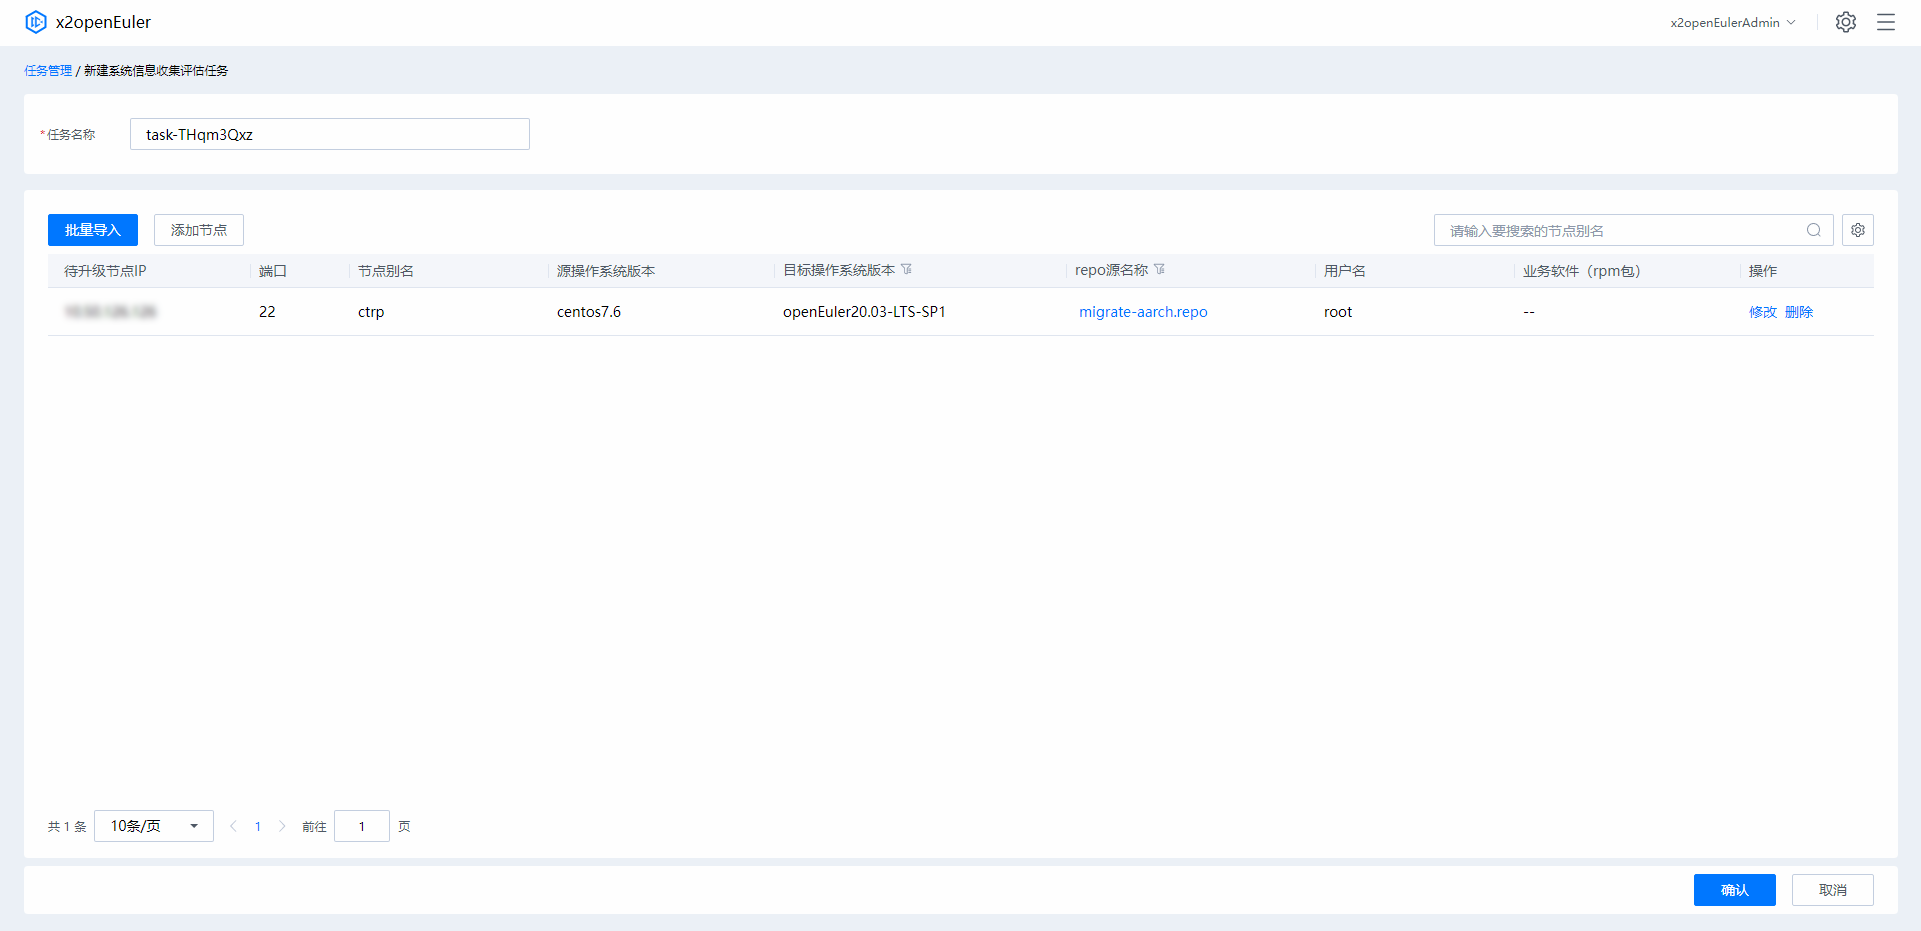 x2openEuler
x2openEulerAdmin
任务管理 / 新建系统信息收集评估任务
*任务名称 task-THqm3Qxz
批量导入 添加节点 请输入要搜索的节点别名
待升级节点IP 端口 节点别名 源操作系统版本 目标操作系统版本 repo源名称 用户名 业务软件（rpm包） 操作
22 ctrp centos7.6 openEuler20.03-LTS-SP1 migrate-aarch.repo root -- 修改 删除
共 1 条 10条/页 1 前往 1 页
确认 取消